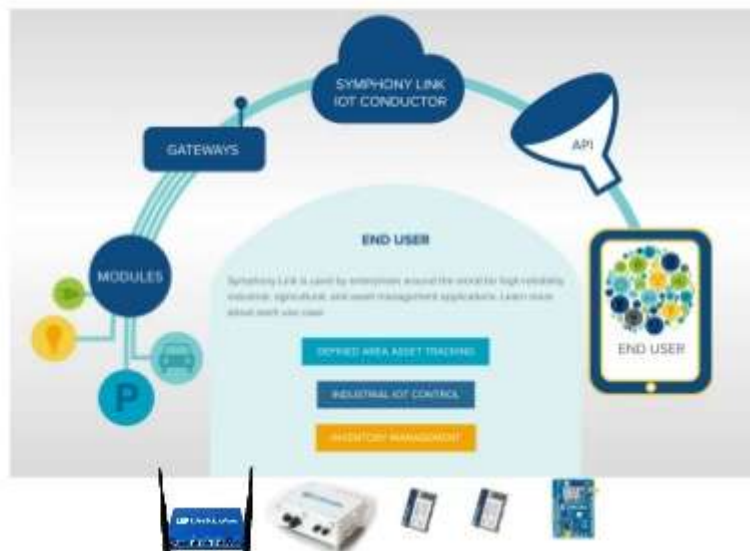 SYMPHONY LINK
IOT CONDUCTOR
GATEWAYS
API
MODULES
P
END USER
Symphony Link is used by enterprises around the world for high reliability,
industrial, agricultural, and asset management applications. Learn more
about each use case
DEFINED AREA ASSET TRACKING
INDUSTRIAL IOT CONTROL
INVENTORY MANAGEMENT
END USER